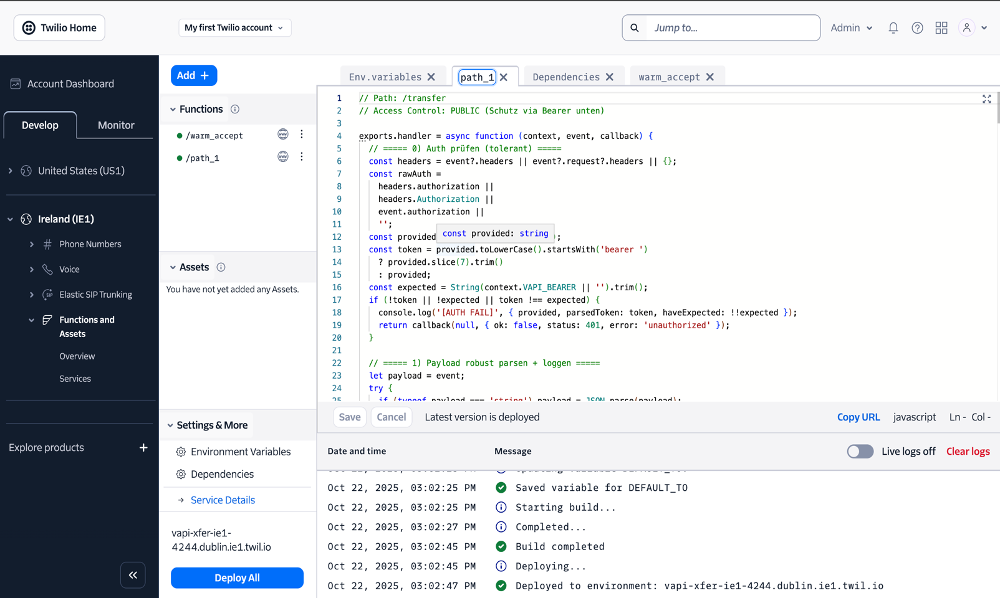 Twilio Home
My first Twilio account
Jump to...
Admin
Account Dashboard
Develop
Monitor
United States (US1)
Ireland (IE1)
Phone Numbers
Voice
SIP
Elastic SIP Trunking
Functions and
Assets
Overview
Services
Explore products
Add +
Functions
/warm_accept
WWW
/path_1
WWW
Assets
You have not yet added any Assets.
Settings & More
Environment Variables
Dependencies
Service Details
vapi-xfer-ie1-
4244.dublin.ie1.twil.io
Deploy All
Env.variables
path_1
Dependencies
warm_accept
1 // Path: /transfer
2 // Access Control: PUBLIC (Schutz via Bearer unten)
3
4 exports.handler = async function (context, event, callback) {
5 // ===== 0) Auth prüfen (tolerant) =====
6 const headers = event?.headers || event?.request?.headers || {};
7 const rawAuth =
8 headers.authorization ||
9 headers.Authorization ||
10 event.authorization ||
11 '';
const provided: string
12 const provided );
13 const token = provided.toLowerCase().startsWith('bearer ')
14 ? provided.slice(7).trim()
15 : provided;
16 const expected = String(context.VAPI_BEARER || '').trim();
17 if (!token || !expected || token !== expected) {
18 console.log('[AUTH FAIL]', { provided, parsedToken: token, haveExpected: !!expected });
19 return callback(null, { ok: false, status: 401, error: 'unauthorized' });
20 }
21
22 // ===== 1) Payload robust parsen + loggen =====
23 let payload = event;
24 try {
25 if (typeof payload === 'string') payload = JSON.parse(payload);
Save
Cancel
Latest version is deployed
Copy URL
javascript
Ln - Col -
Date and time
Message
Live logs off
Clear logs
Oct 22, 2025, 03:02:25 PM Saved variable for DEFAULT_TO
Oct 22, 2025, 03:02:25 PM Starting build...
Oct 22, 2025, 03:02:27 PM Completed...
Oct 22, 2025, 03:02:45 PM Build completed
Oct 22, 2025, 03:02:45 PM Deploying...
Oct 22, 2025, 03:02:47 PM Deployed to environment: vapi-xfer-ie1-4244.dublin.ie1.twil.io